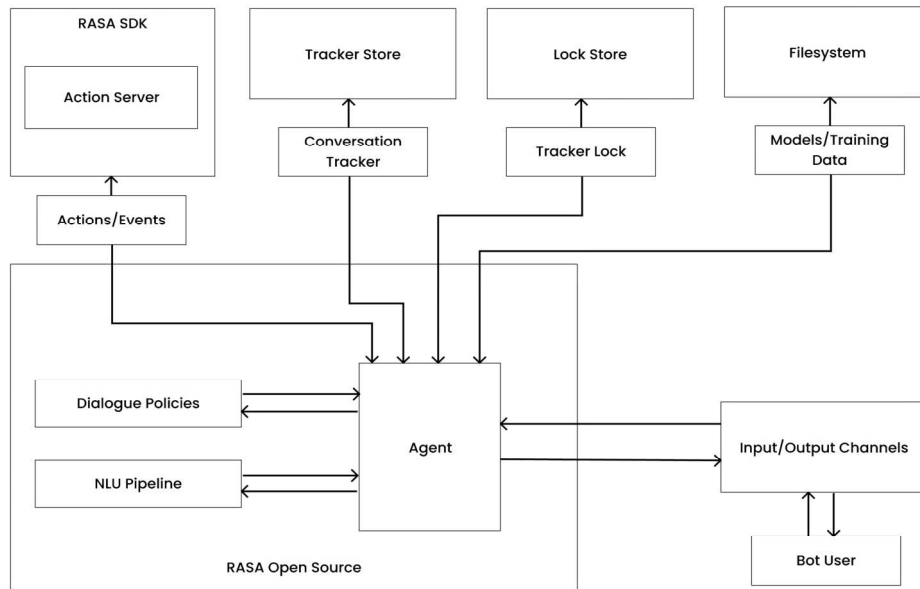 RASA SDK
Action Server
Tracker Store
Lock Store
Filesystem
Conversation
Tracker
Tracker Lock
Models/Training
Data
Actions/Events
Dialogue Policies
NLU Pipeline
Agent
Input/Output Channels
Bot User
RASA Open Source